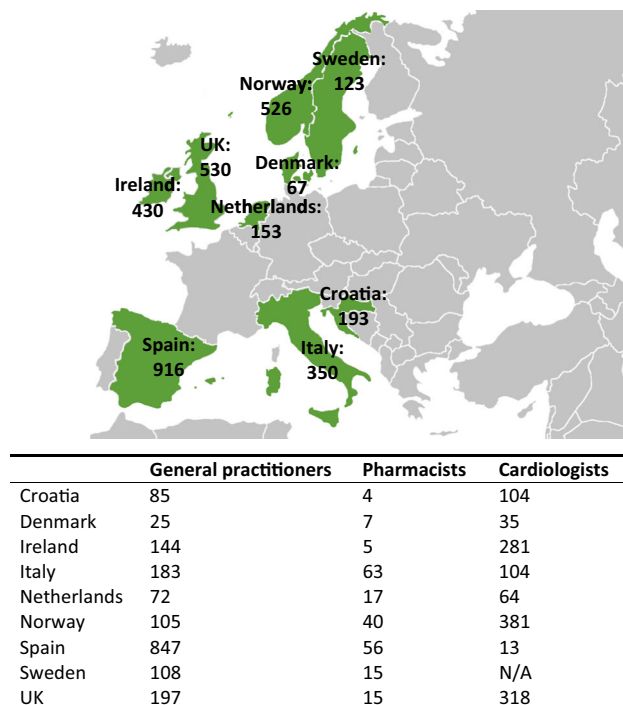 Sweden:
123
Norway:
526
UK:
530
Denmark:
67
Ireland:
430
Netherlands:
153
Croatia:
193
Spain:
916
Italy:
350
General practitioners Pharmacists Cardiologists
Croatia 85 4 104
Denmark 25 7 35
Ireland 144 5 281
Italy 183 63 104
Netherlands 72 17 64
Norway 105 40 381
Spain 847 56 13
Sweden 108 15 N/A
UK 197 15 318